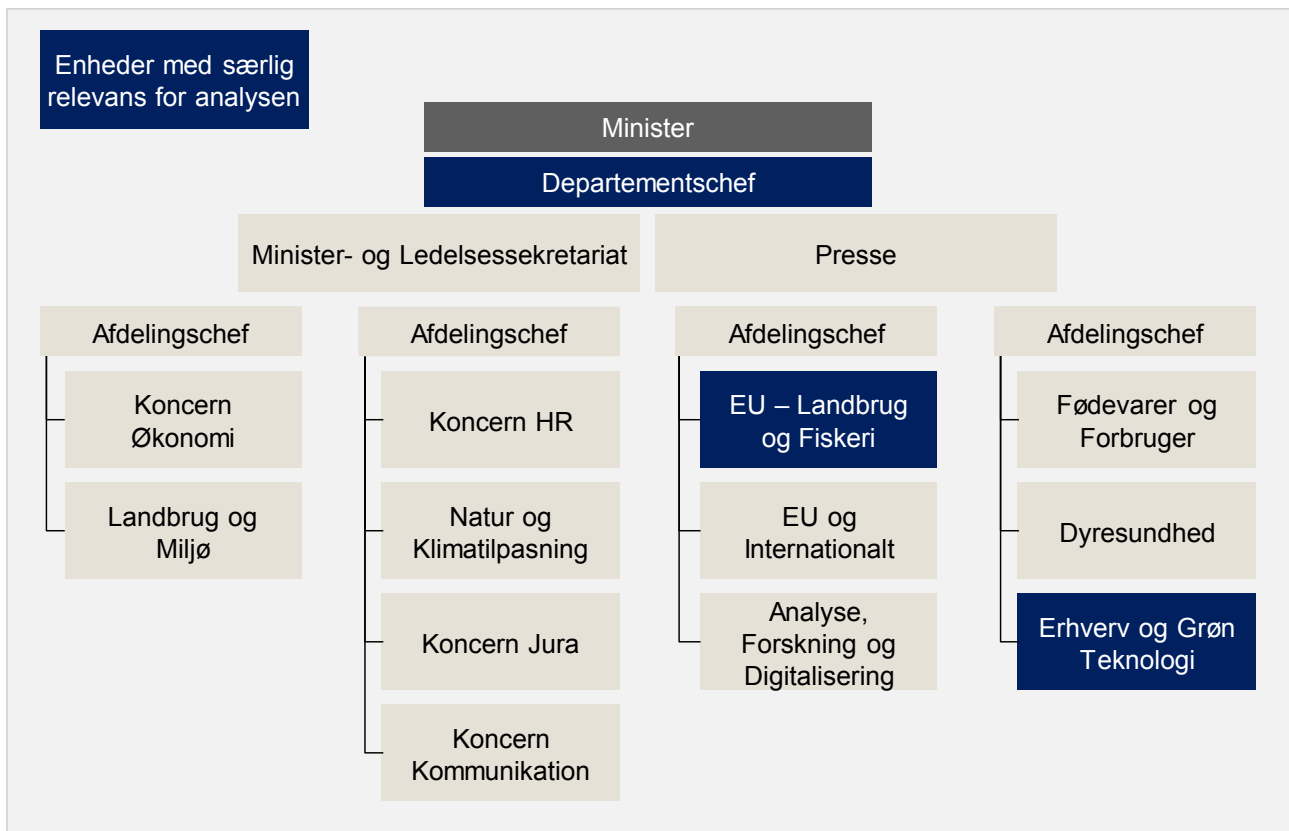 Enheder med særlig
relevans for analysen
Minister
Departementschef
Minister- og Ledelsessekretariat
Presse
Afdelingschef
Koncern
Økonomi
Landbrug og
Miljø
Afdelingschef
Koncern HR
Natur og
Klimatilpasning
Koncern Jura
Koncern
Kommunikation
Afdelingschef
EU – Landbrug
og Fiskeri
EU og
Internationalt
Analyse,
Forskning og
Digitalisering
Afdelingschef
Fødevarer og
Forbruger
Dyresundhed
Erhverv og Grøn
Teknologi